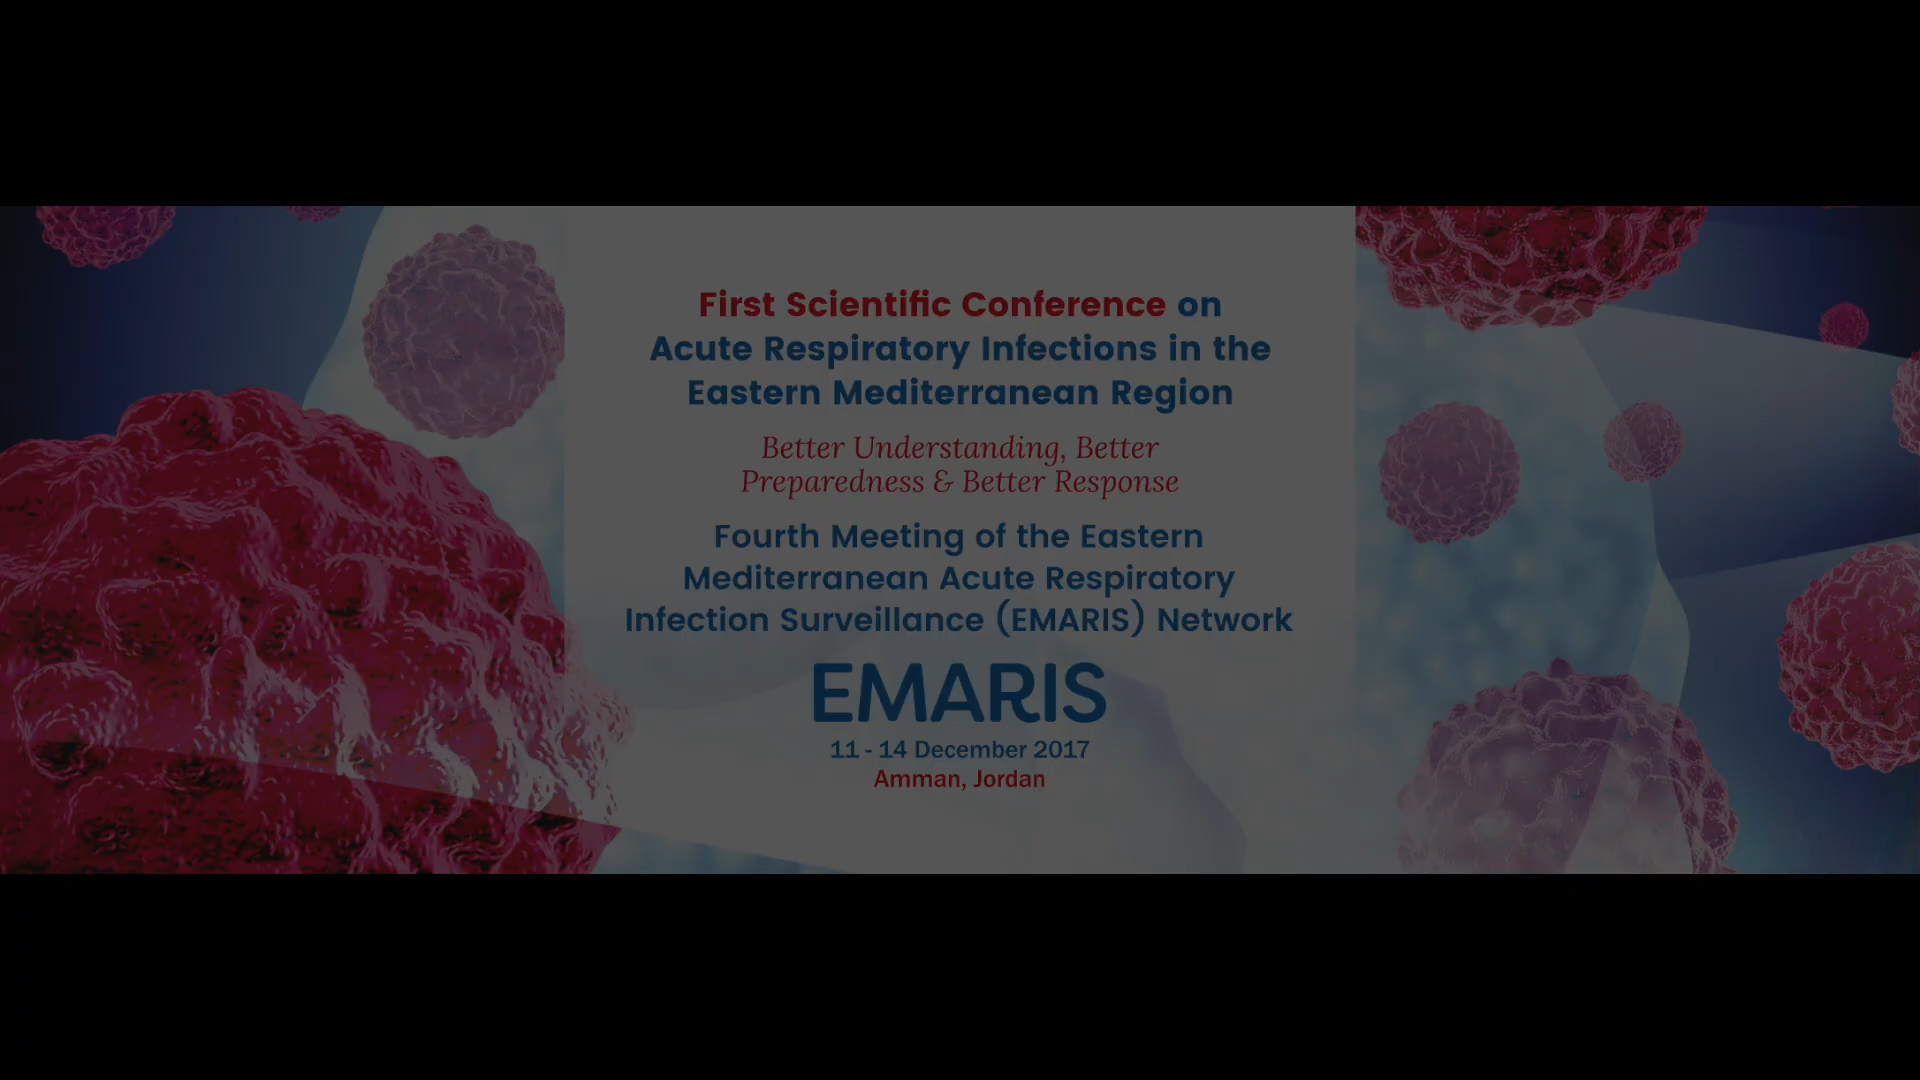 First Scientific Conference on
Acute Respiratory Infections in the
Eastern Mediterranean Region
Better Understanding, Better
Preparedness & Better Response
Fourth Meeting of the Eastern
Mediterranean Acute Respiratory
Infection Surveillance (EMARIS) Network
EMARIS
11 - 14 December 2017
Amman, Jordan